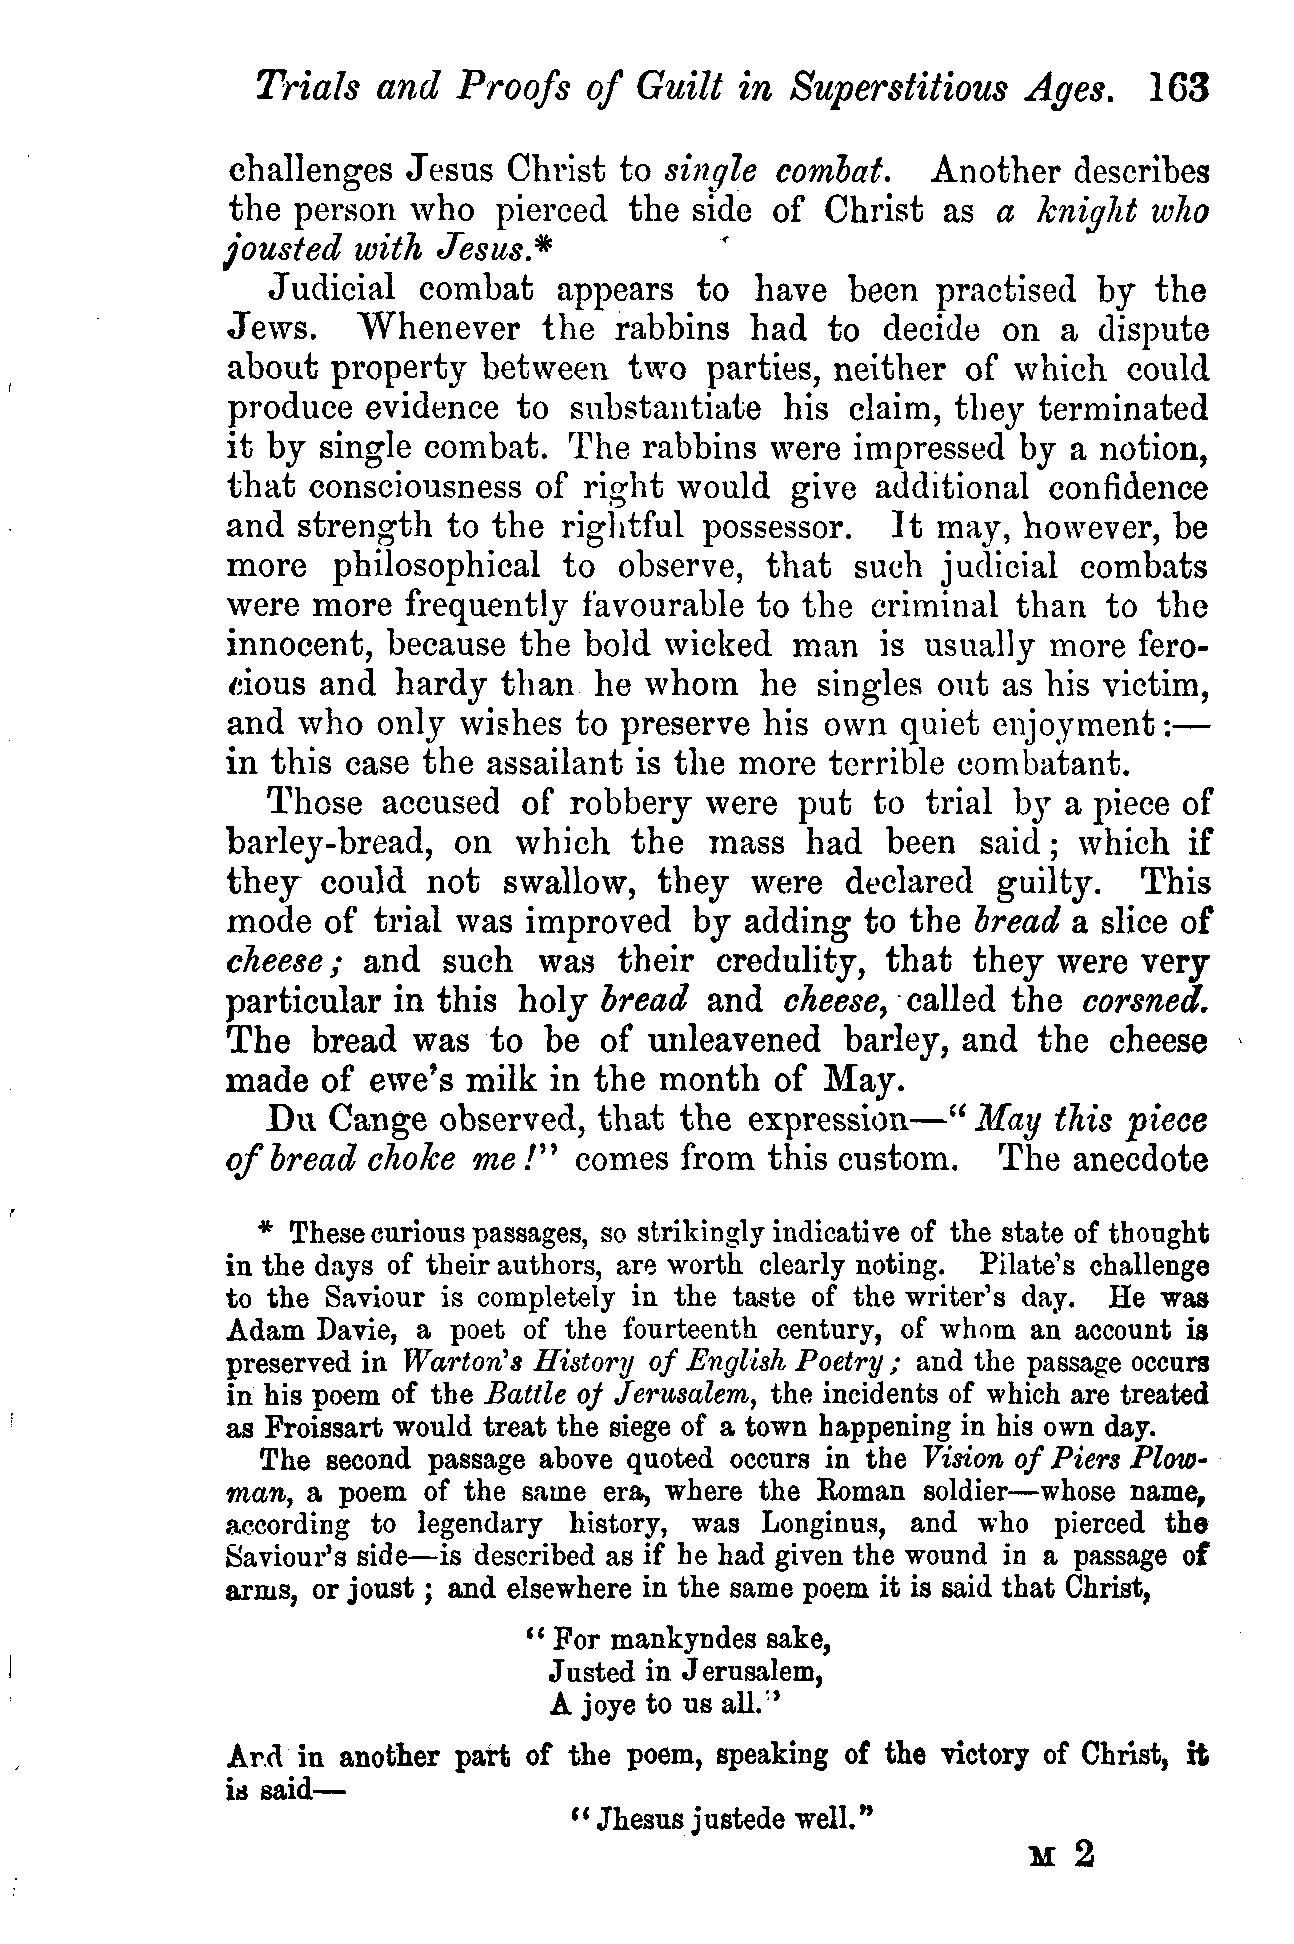 Trials and Proofs of Guilt in Superstitious Ages. 163
challenges Jesus Christ to single combat. Another describes
the person who pierced the side of Christ as a knight who
jousted with Jesus.*
Judicial combat appears to have been practised by the
Jews. Whenever the rabbins had to decide on a dispute
about property between two parties, neither of which could
produce evidence to substantiate his claim, they terminated
it by single combat. The rabbins were impressed by a notion,
that consciousness of right would give additional confidence
and strength to the rightful possessor. It may, however, be
more philosophical to observe, that such judicial combats
were more frequently favourable to the criminal than to the
innocent, because the bold wicked man is usually more fero-
cious and hardy than he whom he singles out as his victim,
and who only wishes to preserve his own quiet enjoyment:—
in this case the assailant is the more terrible combatant.
Those accused of robbery were put to trial by a piece of
barley-bread, on which the mass had been said; which if
they could not swallow, they were declared guilty. This
mode of trial was improved by adding to the bread a slice of
cheese; and such was their credulity, that they were very
particular in this holy bread and cheese, called the corsned.
The bread was to be of unleavened barley, and the cheese
made of ewe's milk in the month of May.
Du Cange observed, that the expression—"May this piece
of bread choke me!" comes from this custom. The anecdote
* These curious passages, so strikingly indicative of the state of thought
in the days of their authors, are worth clearly noting. Pilate's challenge
to the Saviour is completely in the taste of the writer's day. He was
Adam Davie, a poet of the fourteenth century, of whom an account is
preserved in Warton's History of English Poetry; and the passage occurs
in his poem of the Battle of Jerusalem, the incidents of which are treated
as Froissart would treat the siege of a town happening in his own day.
The second passage above quoted occurs in the Vision of Piers Plow-
man, a poem of the same era, where the Roman soldier—whose name,
according to legendary history, was Longinus, and who pierced the
Saviour's side—is described as if he had given the wound in a passage of
arms, or joust; and elsewhere in the same poem it is said that Christ,
"For mankyndes sake,
Justed in Jerusalem,
A joye to us all."
And in another part of the poem, speaking of the victory of Christ, it
is said—
"Jhesus justede well."
M 2